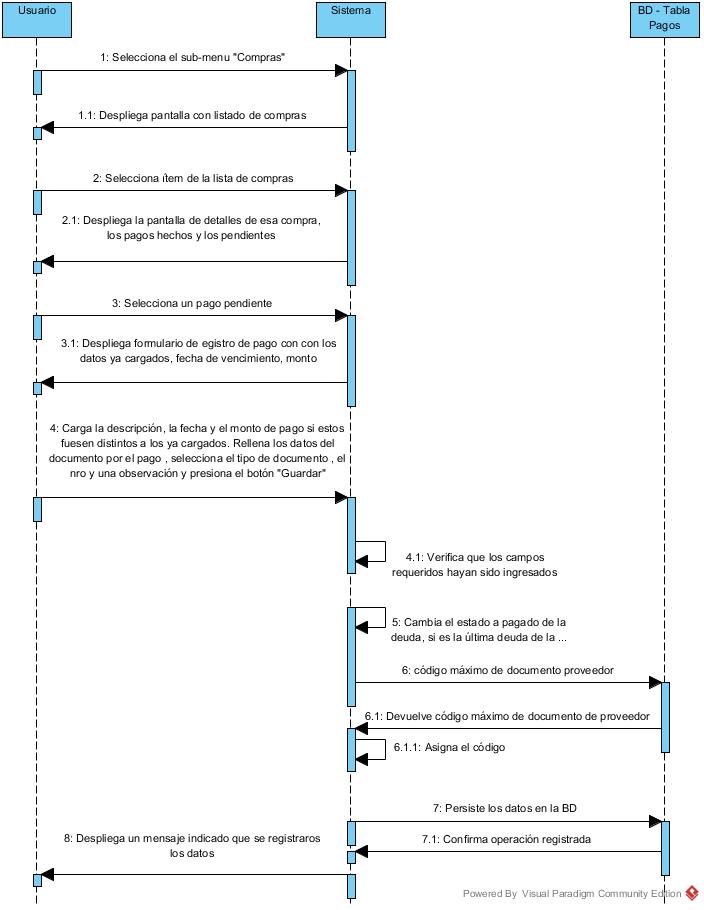 Usuario
Sistema
BD - Tabla
Pagos
1: Selecciona el sub-menu "Compras"
1.1: Despliega pantalla con listado de compras
2: Selecciona ítem de la lista de compras
2.1: Despliega la pantalla de detalles de esa compra,
los pagos hechos y los pendientes
3: Selecciona un pago pendiente
3.1: Despliega formulario de egistro de pago con con los
datos ya cargados, fecha de vencimiento, monto
4: Carga la descripción, la fecha y el monto de pago si estos
fuesen distintos a los ya cargados. Rellena los datos del
documento por el pago , selecciona el tipo de documento , el
nro y una observación y presiona el botón "Guardar"
4.1: Verifica que los campos
requeridos hayan sido ingresados
5: Cambia el estado a pagado de la
deuda, si es la última deuda de la ...
6: código máximo de documento proveedor
6.1: Devuelve código máximo de documento de proveedor
6.1.1: Asigna el código
7: Persiste los datos en la BD
7.1: Confirma operación registrada
8: Despliega un mensaje indicado que se registraros
los datos
Powered By Visual Paradigm Community Edition